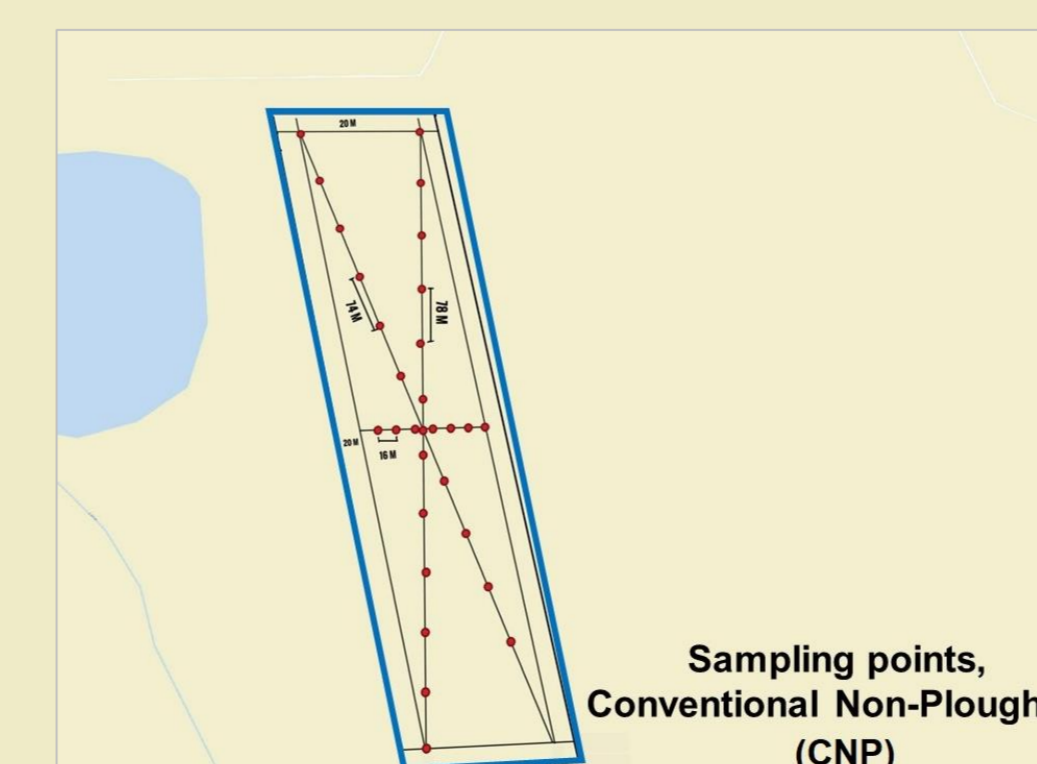 20 M
74 M
78 M
20 M
16 M
Sampling points,
Conventional Non-Plough
(CNP)